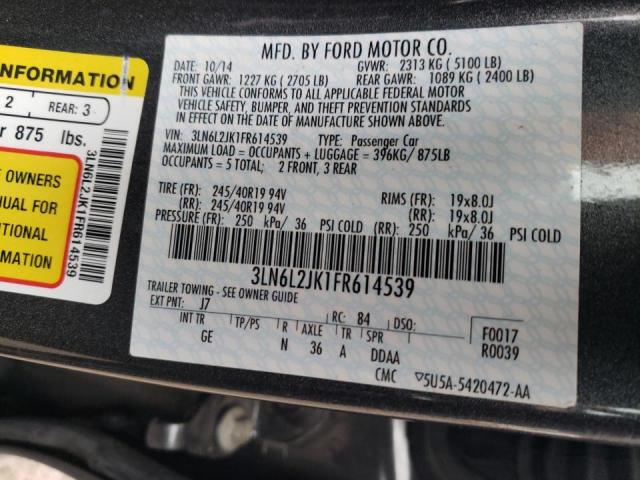 NFORMATION
2 REAR: 3
r 875 lbs.
E OWNERS
NUAL FOR
ITIONAL
RMATION
3LN6L2JK1FR614539
MFD. BY FORD MOTOR CO.
DATE: 10/14 GVWR: 2313 KG ( 5100 LB)
FRONT GAWR: 1227 KG ( 2705 LB) REAR GAWR: 1089 KG ( 2400 LB)
THIS VEHICLE CONFORMS TO ALL APPLICABLE FEDERAL MOTOR
VEHICLE SAFETY, BUMPER, AND THEFT PREVENTION STANDARDS
IN EFFECT ON THE DATE OF MANUFACTURE SHOWN ABOVE.
VIN: 3LN6L2JK1FR614539 TYPE: Passenger Car
MAXIMUM LOAD = OCCUPANTS + LUGGAGE = 396KG/ 875LB
OCCUPANTS = 5 TOTAL; 2 FRONT, 3 REAR
TIRE (FR): 245/40R19 94V RIMS (FR): 19x8.0J
(RR): 245/40R19 94V (RR): 19x8.0J
PRESSURE (FR): 250 kPa/ 36 PSI COLD (RR): 250 kPa/ 36 PSI COLD
3LN6L2JK1FR614539
TRAILER TOWING - SEE OWNER GUIDE
EXT PNT: J7 RC: 84 DSO:
INT TR TP/PS R AXLE TR SPR F0017
GE N 36 A DDAA R0039
CMC 5U5A-5420472-AA